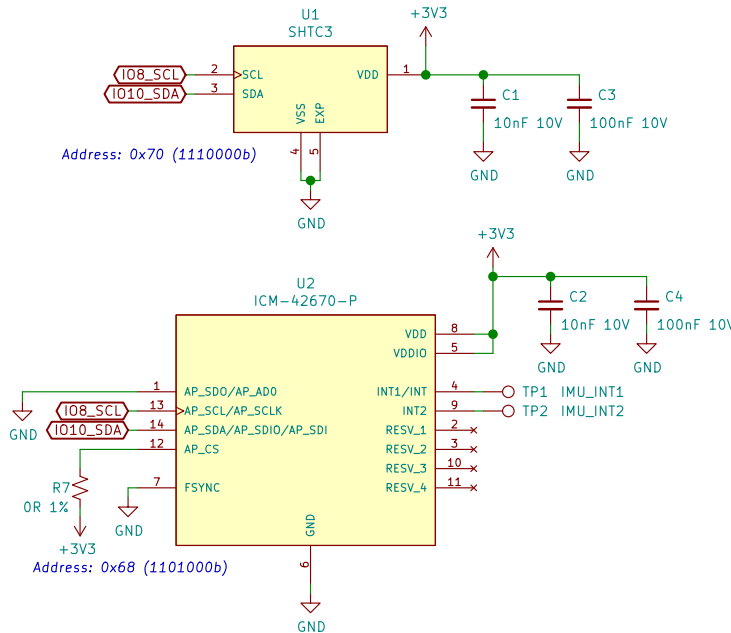 U1
SHTC3
+3V3
IO8_SCL 2 SCL VDD 1
IO10_SDA 3 SDA
C1 C3
10nF 10V 100nF 10V
VSS EXP
4 5
GND GND
Address: 0x70 (1110000b)
GND
+3V3
U2
ICM-42670-P
C2 C4
10nF 10V 100nF 10V
VDD 8
VDDIO 5
GND GND
1 AP_SDO/AP_AD0 INT1/INT 4 TP1 IMU_INT1
IO8_SCL 13 AP_SCL/AP_SCLK INT2 9 TP2 IMU_INT2
GND
IO10_SDA 14 AP_SDA/AP_SDIO/AP_SDI RESV_1 2
12 AP_CS RESV_2 3
RESV_3 10
R7 7 FSYNC RESV_4 11
0R 1%
GND
GND
+3V3
6
Address: 0x68 (1101000b)
GND